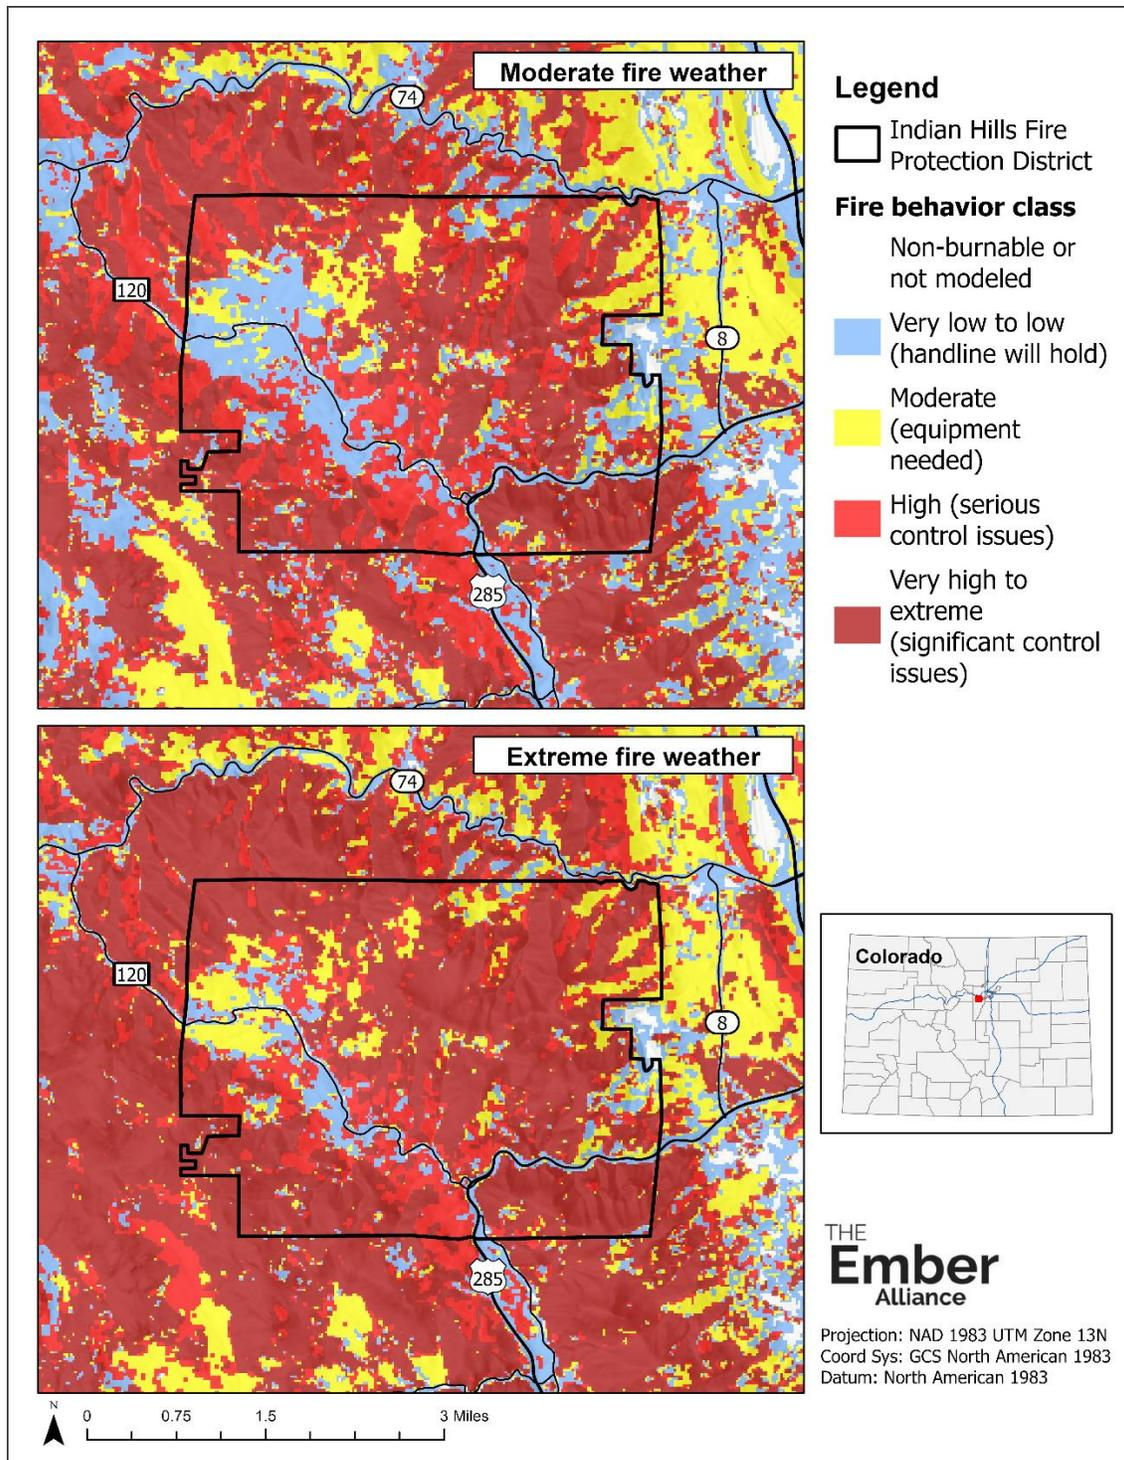 Moderate fire weather
74
120
8
285
Legend
Indian Hills Fire
Protection District
Fire behavior class
Non-burnable or
not modeled
Very low to low
(handline will hold)
Moderate
(equipment
needed)
High (serious
control issues)
Very high to
extreme
(significant control
issues)
Extreme fire weather
74
120
8
285
Colorado
THE
Ember
Alliance
Projection: NAD 1983 UTM Zone 13N
Coord Sys: GCS North American 1983
Datum: North American 1983
N
0 0.75 1.5 3 Miles